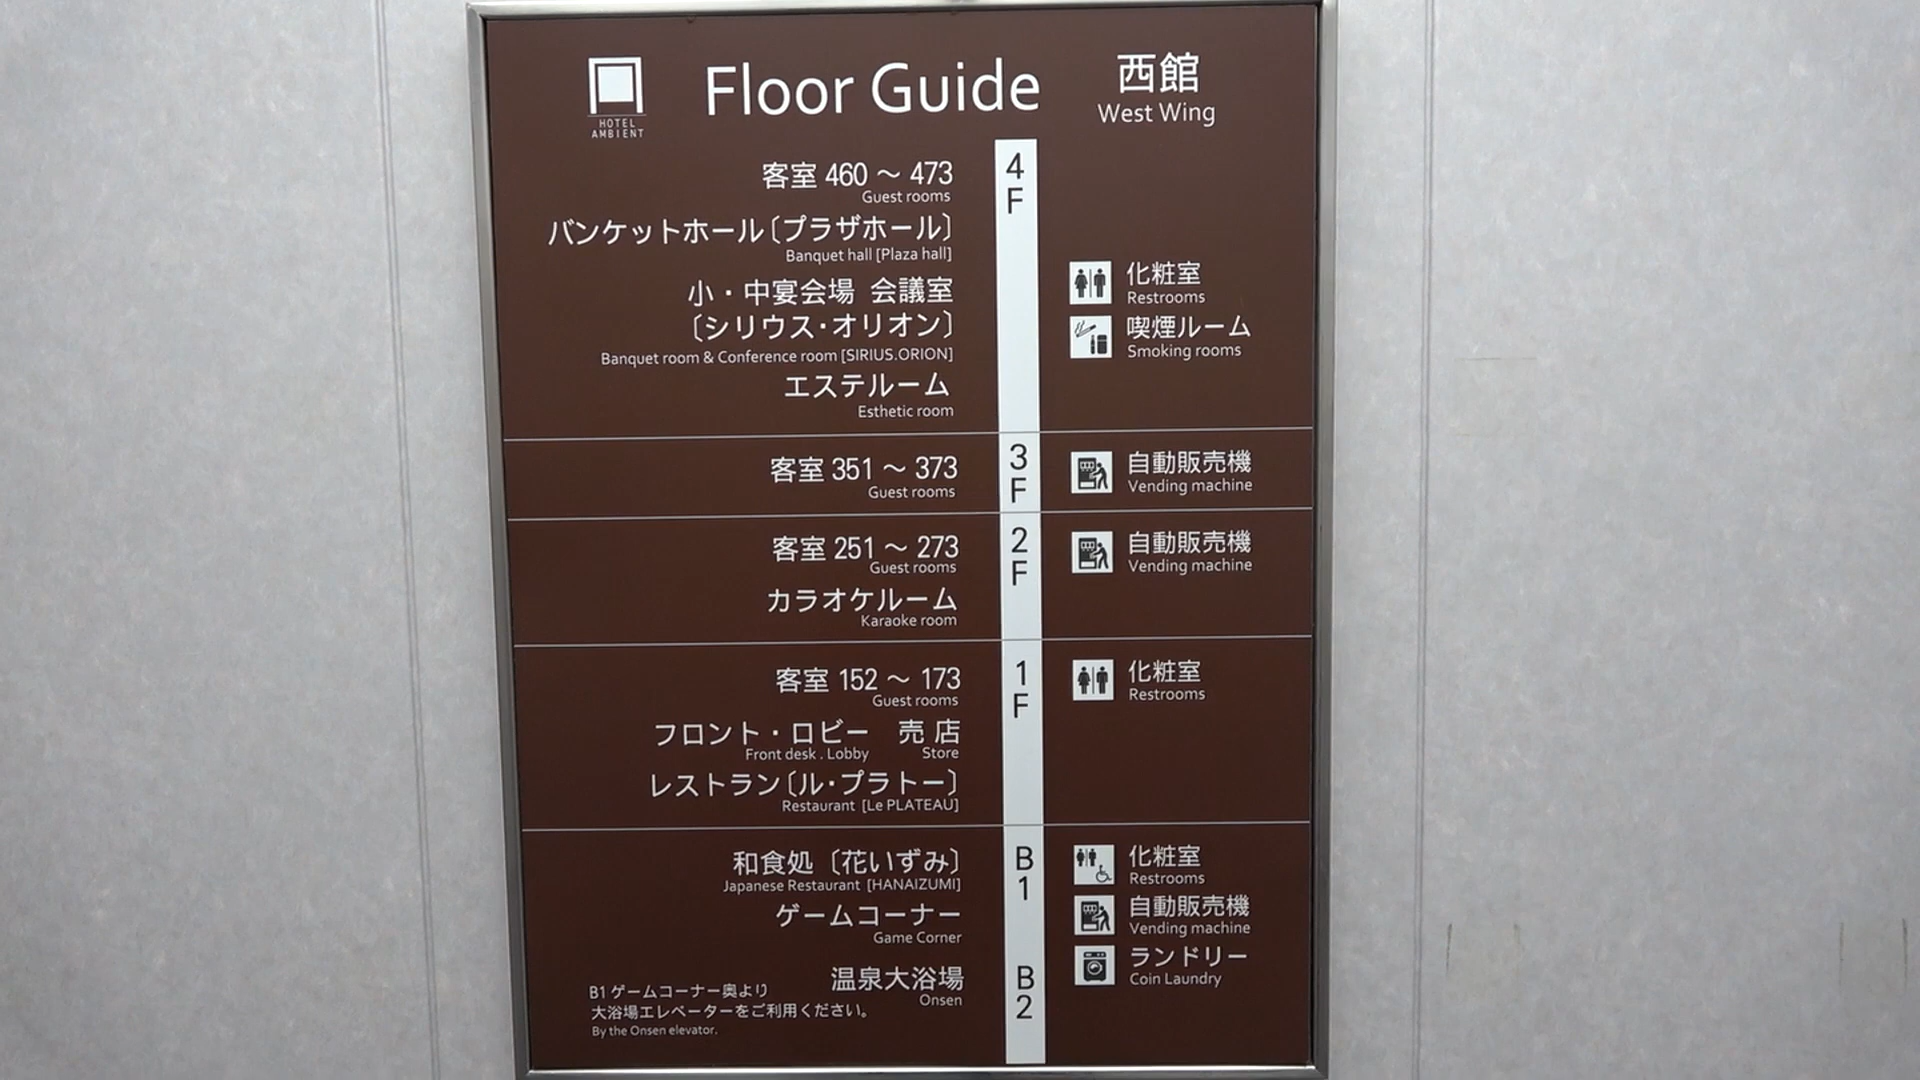 HOTEL
AMBIENT
Floor Guide
西館
West Wing
4F
客室 460 ～ 473
Guest rooms
バンケットホール〔プラザホール〕
Banquet hall [Plaza hall]
小・中宴会場 会議室
〔シリウス・オリオン〕
Banquet room & Conference room [SIRIUS.ORION]
エステルーム
Esthetic room
化粧室
Restrooms
喫煙ルーム
Smoking rooms
3F
客室 351 ～ 373
Guest rooms
自動販売機
Vending machine
2F
客室 251 ～ 273
Guest rooms
カラオケルーム
Karaoke room
自動販売機
Vending machine
1F
客室 152 ～ 173
Guest rooms
フロント・ロビー 売店
Front desk . Lobby Store
レストラン〔ル・プラトー〕
Restaurant [Le PLATEAU]
化粧室
Restrooms
B1
和食処〔花いずみ〕
Japanese Restaurant [HANAIZUMI]
ゲームコーナー
Game Corner
化粧室
Restrooms
自動販売機
Vending machine
ランドリー
Coin Laundry
B2
温泉大浴場
Onsen
B1 ゲームコーナー奥より
大浴場エレベーターをご利用ください。
By the Onsen elevator.